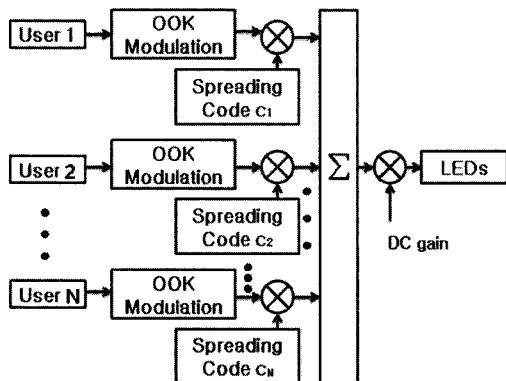 User 1
OOK
Modulation
Spreading
Code C1
User 2
OOK
Modulation
Spreading
Code C2
User N
OOK
Modulation
Spreading
Code CN
Σ
LEDs
DC gain